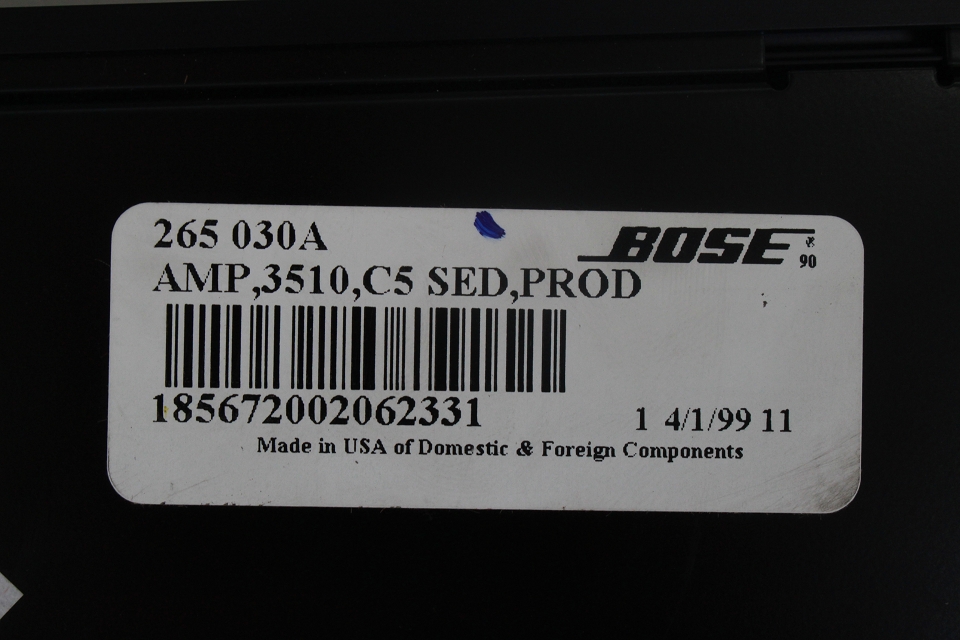 265 030A
BOSE ®
90
AMP,3510,C5 SED,PROD
185672002062331
1 4/1/99 11
Made in USA of Domestic & Foreign Components